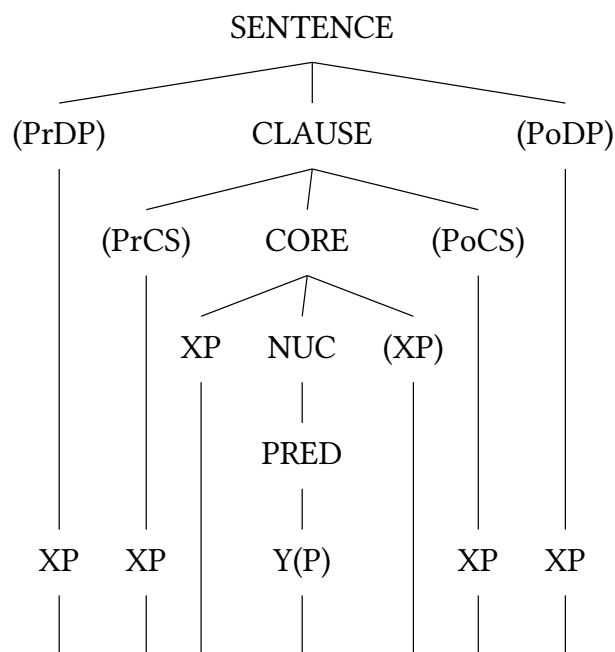 SENTENCE
(PrDP) CLAUSE (PoDP)
(PrCS) CORE (PoCS)
XP NUC (XP)
PRED
XP XP Y(P) XP XP